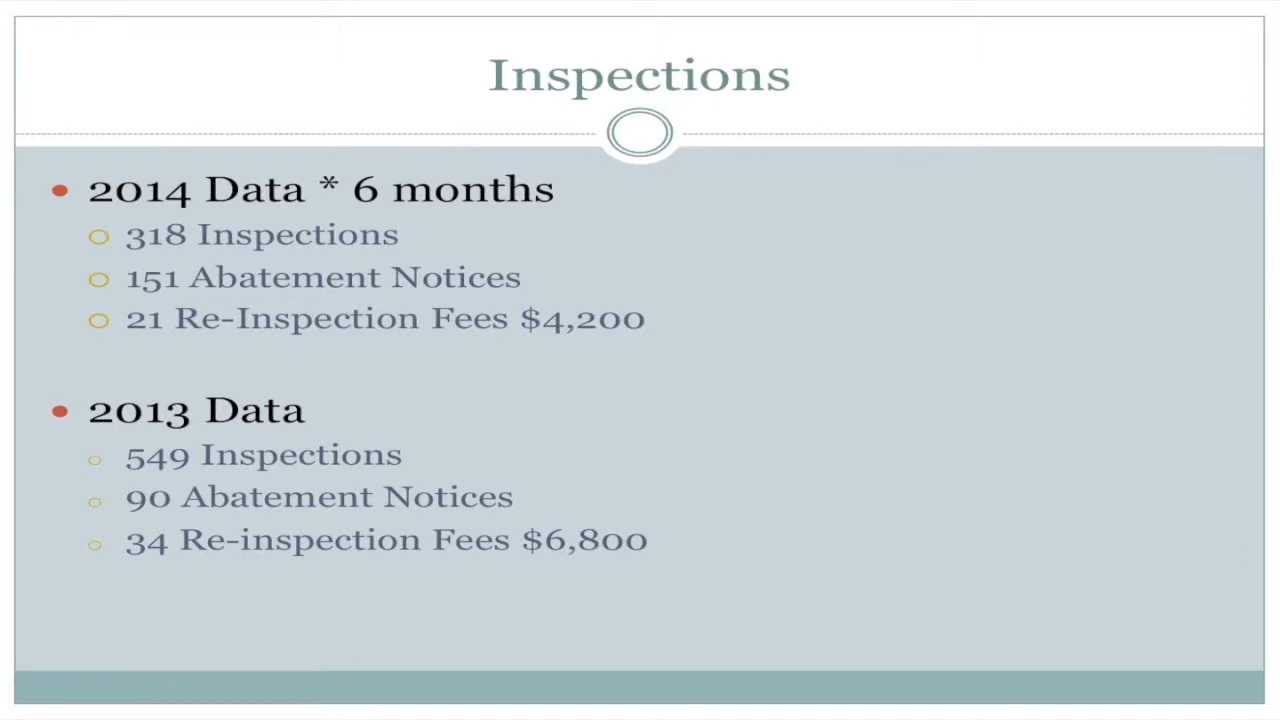 Inspections
2014 Data * 6 months
318 Inspections
151 Abatement Notices
21 Re-Inspection Fees $4,200
2013 Data
549 Inspections
90 Abatement Notices
34 Re-inspection Fees $6,800